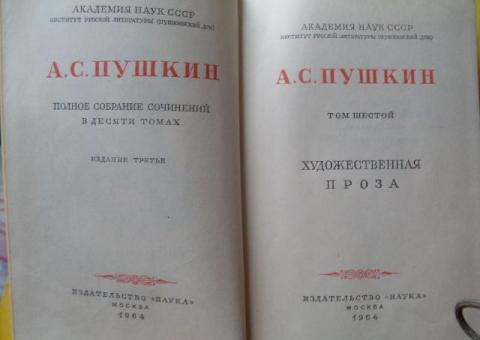 АКАДЕМИЯ НАУК СССР
ИНСТИТУТ РУССКОЙ ЛИТЕРАТУРЫ (ПУШКИНСКИЙ ДОМ)
А.С.ПУШКИН
ПОЛНОЕ СОБРАНИЕ СОЧИНЕНИЙ
В ДЕСЯТИ ТОМАХ
ИЗДАНИЕ ТРЕТЬЕ
ИЗДАТЕЛЬСТВО «НАУКА»
МОСКВА
1964
АКАДЕМИЯ НАУК СССР
ИНСТИТУТ РУССКОЙ ЛИТЕРАТУРЫ (ПУШКИНСКИЙ ДОМ)
А.С.ПУШКИН
ТОМ ШЕСТОЙ
ХУДОЖЕСТВЕННАЯ
ПРОЗА
ИЗДАТЕЛЬСТВО «НАУКА»
МОСКВА
1964